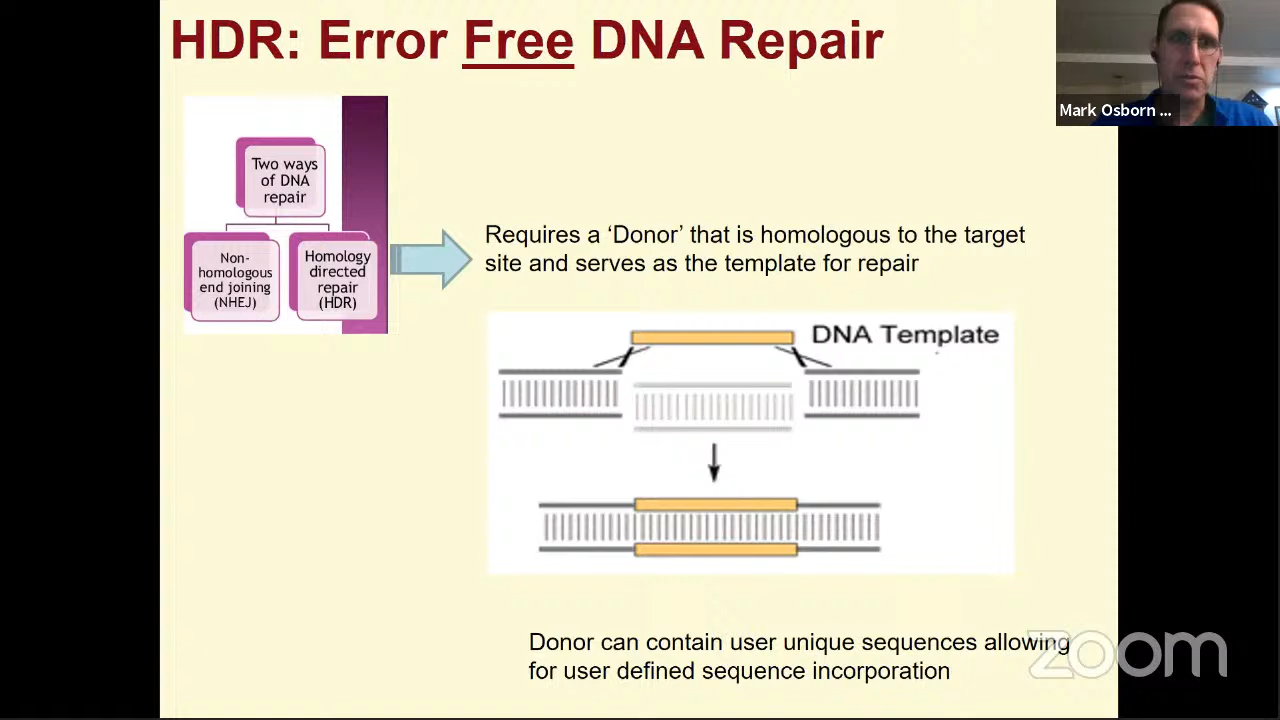 HDR: Error Free DNA Repair
Mark Osborn ...
Two ways
of DNA
repair
Non-
homologous
end joining
(NHEJ)
Homology
directed
repair
(HDR)
Requires a ‘Donor’ that is homologous to the target
site and serves as the template for repair
DNA Template
Donor can contain user unique sequences allowing
for user defined sequence incorporation
zoom